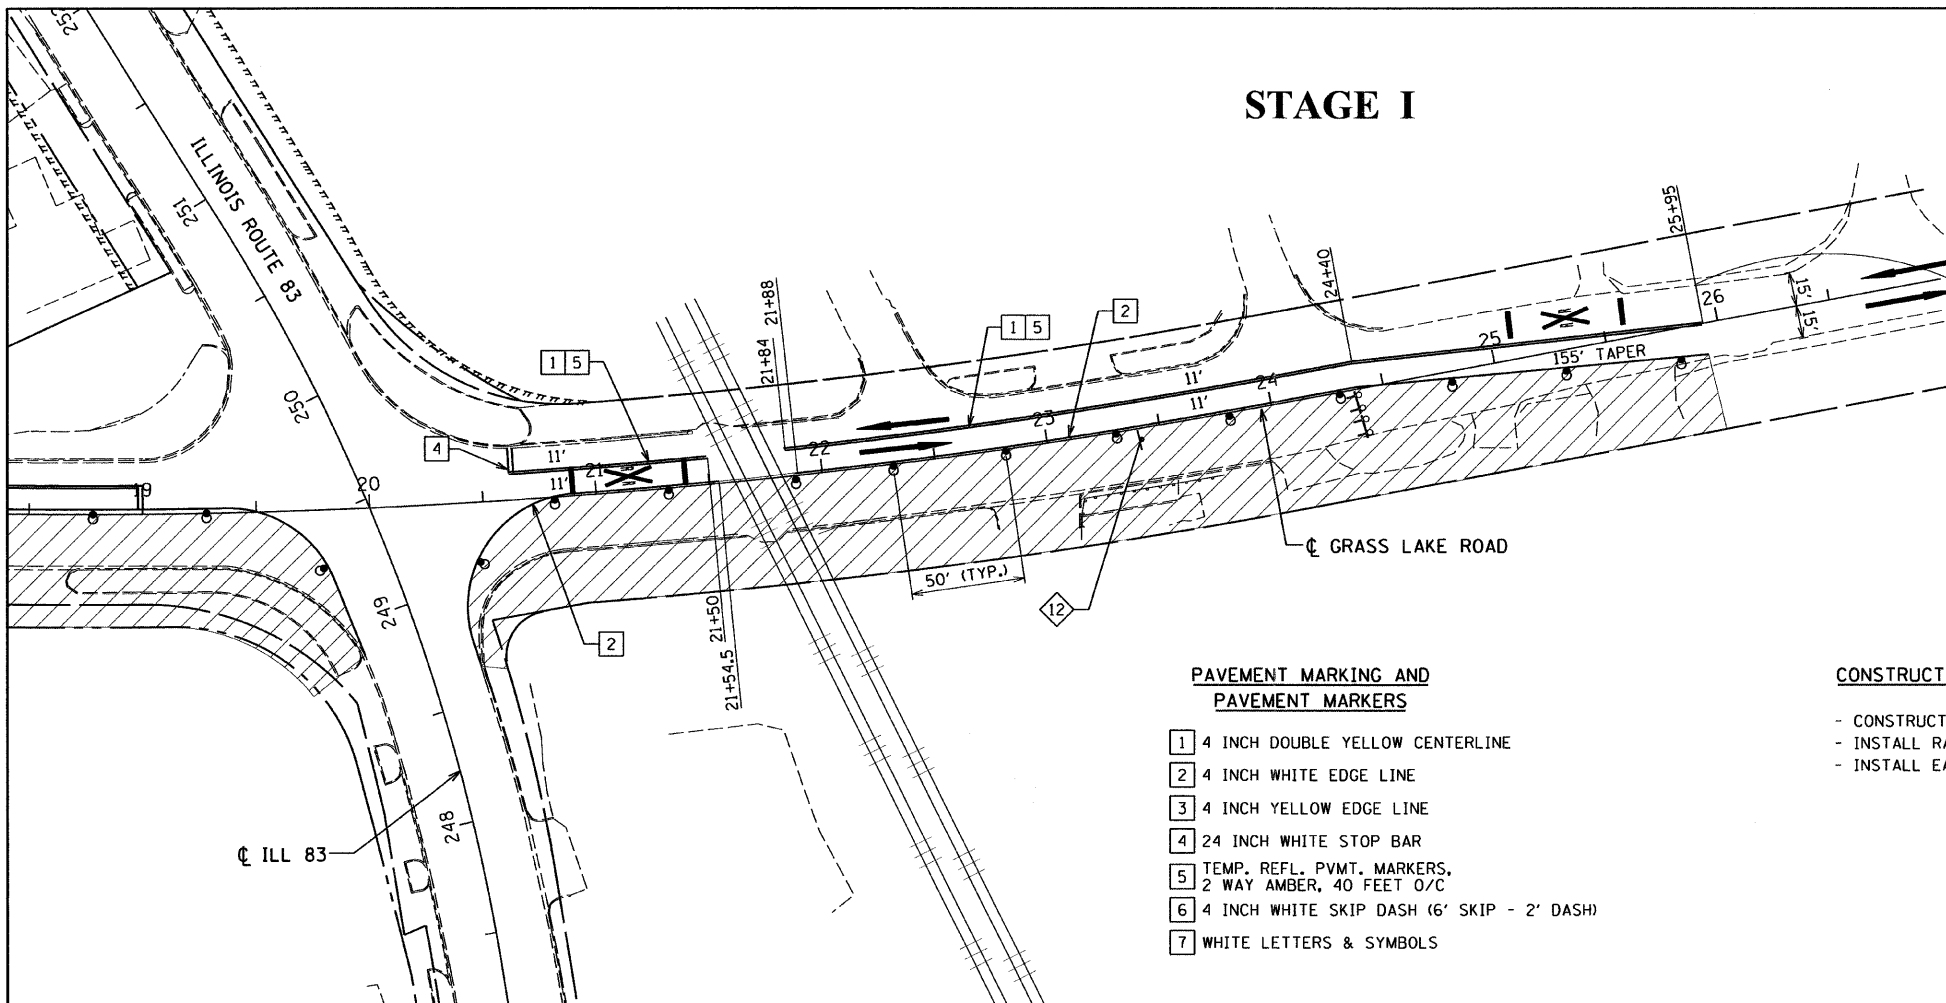 STAGE I
252
251
ILLINOIS ROUTE 83
250
249
248
℄ ILL 83
19
20
21
22
23
24
25
26
4
1 5
11'
11'
2
21+54.5
21+50
21+84
21+88
1 5
2
11'
11'
24+40
25+95
R R
R R
155' TAPER
15'
15'
50' (TYP.)
12
℄ GRASS LAKE ROAD
PAVEMENT MARKING AND
PAVEMENT MARKERS
1 4 INCH DOUBLE YELLOW CENTERLINE
2 4 INCH WHITE EDGE LINE
3 4 INCH YELLOW EDGE LINE
4 24 INCH WHITE STOP BAR
5 TEMP. REFL. PVMT. MARKERS,
2 WAY AMBER, 40 FEET O/C
6 4 INCH WHITE SKIP DASH (6' SKIP - 2' DASH)
7 WHITE LETTERS & SYMBOLS
CONSTRUCT
- CONSTRUCT
- INSTALL RA
- INSTALL EA